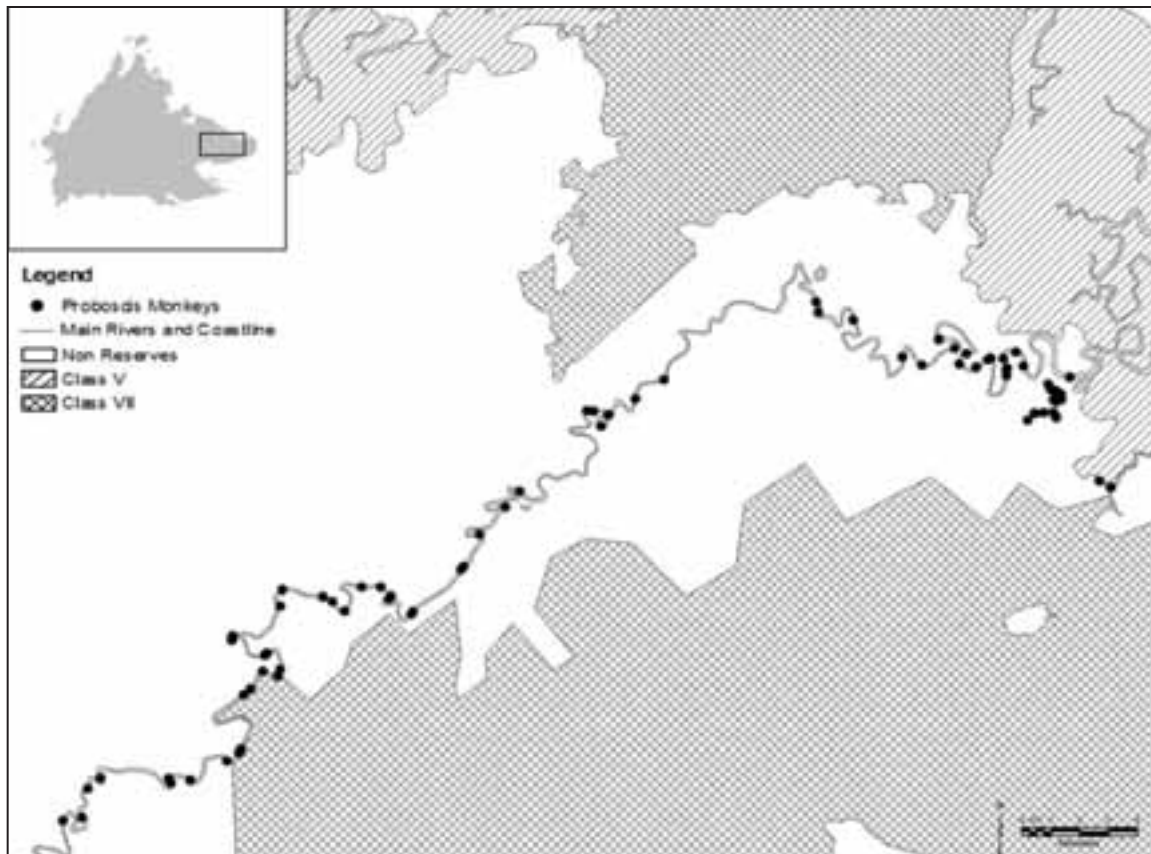 Legend
Proboscis Monkeys
Main Rivers and Coastline
Non Reserves
Class V
Class VII